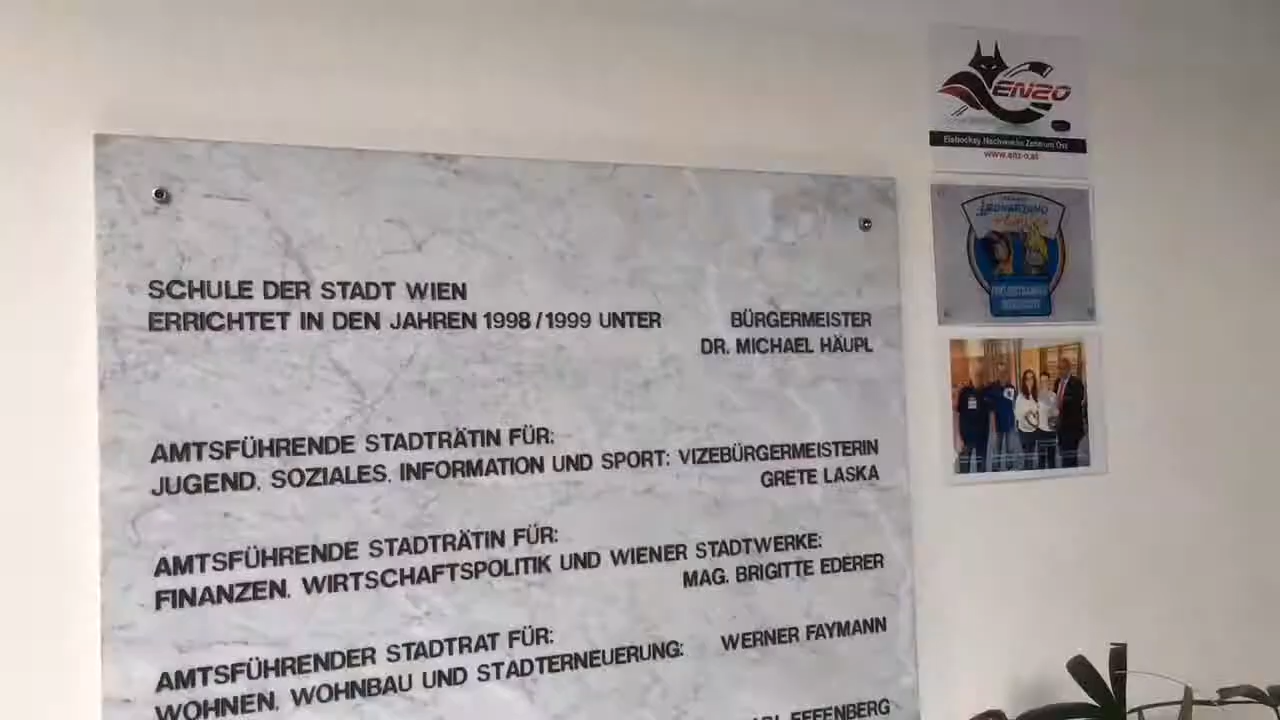 SCHULE DER STADT WIEN
ERRICHTET IN DEN JAHREN 1998/1999 UNTER BÜRGERMEISTER
DR. MICHAEL HÄUPL
AMTSFÜHRENDE STADTRÄTIN FÜR:
JUGEND, SOZIALES, INFORMATION UND SPORT: VIZEBÜRGERMEISTERIN
GRETE LASKA
AMTSFÜHRENDE STADTRÄTIN FÜR:
FINANZEN, WIRTSCHAFTSPOLITIK UND WIENER STADTWERKE:
MAG. BRIGITTE EDERER
AMTSFÜHRENDER STADTRAT FÜR:
WOHNEN, WOHNBAU UND STADTERNEUERUNG: WERNER FAYMANN
EFFENBERG
ENZO
Eishockey Nachwuchs Zentrum Ost
www.enz-o.at